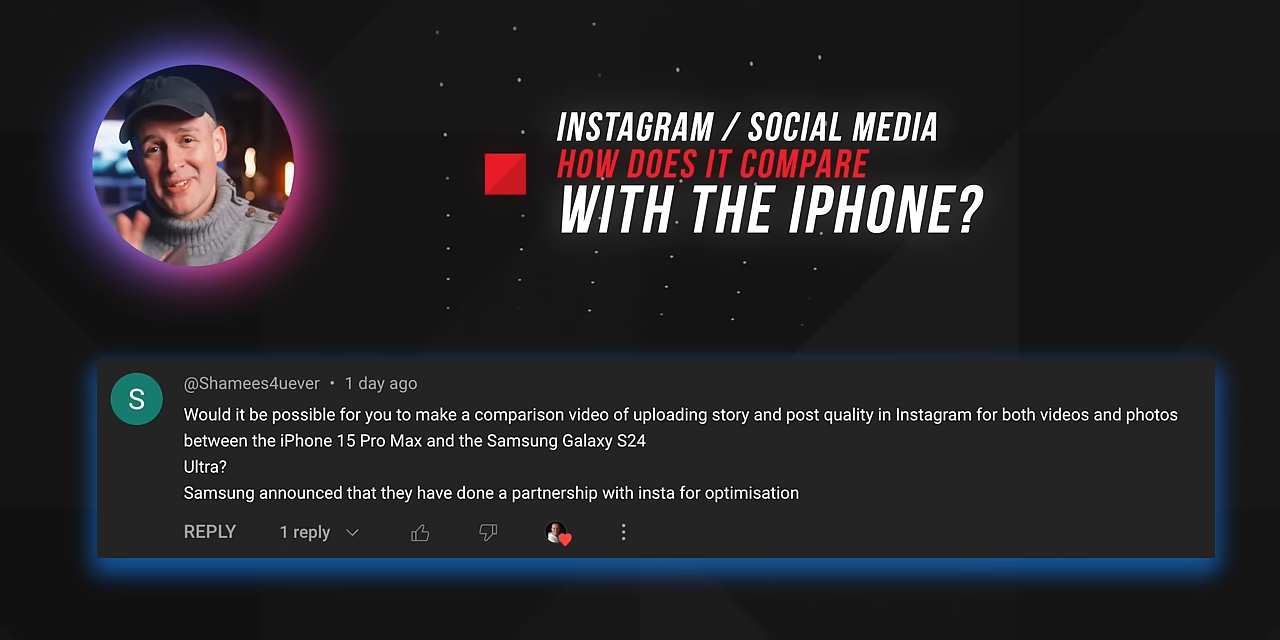 INSTAGRAM / SOCIAL MEDIA
HOW DOES IT COMPARE
WITH THE IPHONE?
S
@Shamees4uever • 1 day ago
Would it be possible for you to make a comparison video of uploading story and post quality in Instagram for both videos and photos
between the iPhone 15 Pro Max and the Samsung Galaxy S24
Ultra?
Samsung announced that they have done a partnership with insta for optimisation
REPLY 1 reply